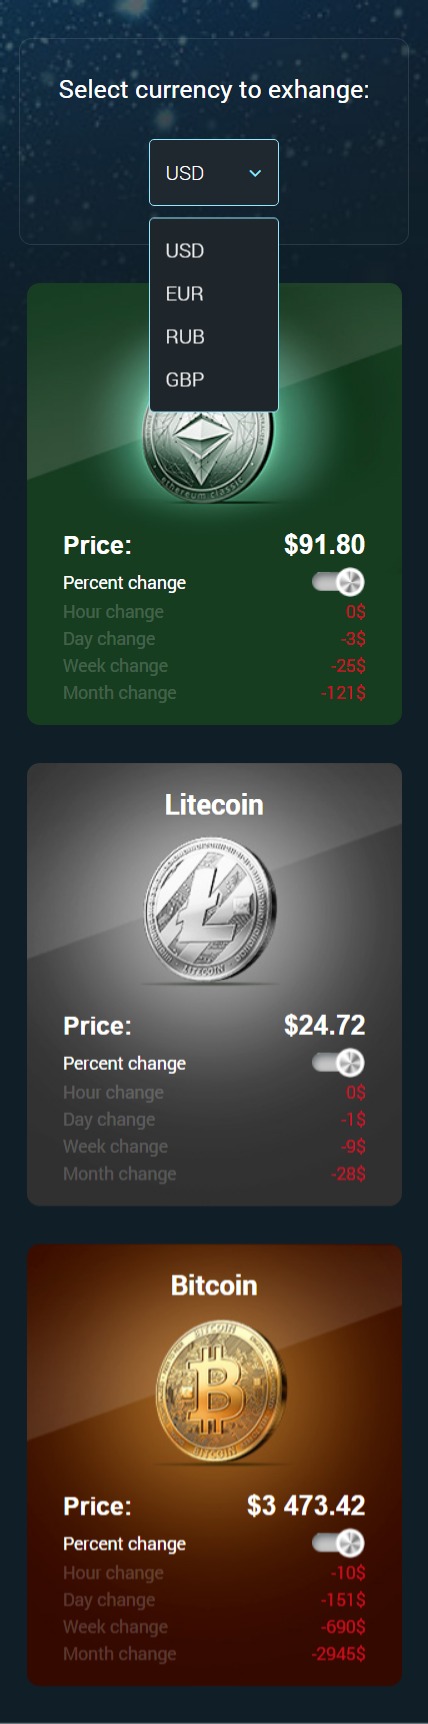 Select currency to exhange:
USD
USD
EUR
RUB
GBP
ethereum classic
Price: $91.80
Percent change
Hour change 0$
Day change -3$
Week change -25$
Month change -121$
Litecoin
LITECOIN
Price: $24.72
Percent change
Hour change 0$
Day change -1$
Week change -9$
Month change -28$
Bitcoin
BITCOIN
BITCOIN
Price: $3 473.42
Percent change
Hour change -10$
Day change -151$
Week change -690$
Month change -2945$